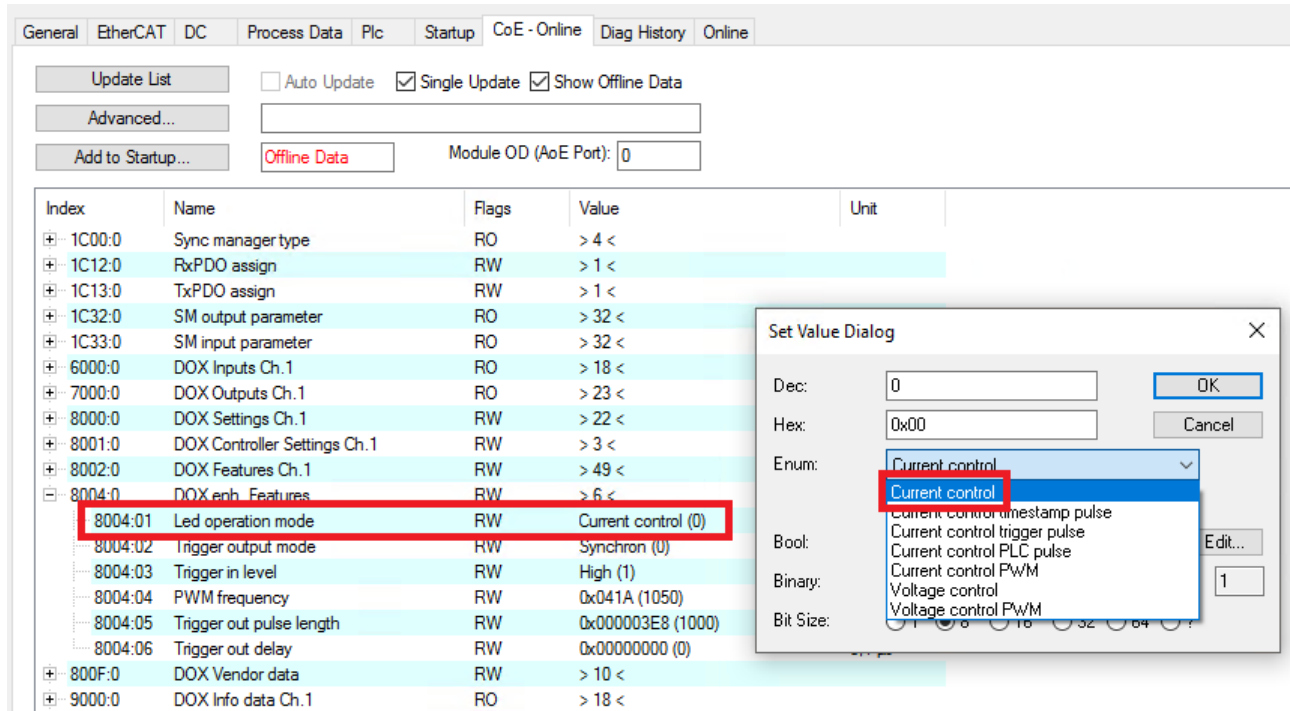 General EtherCAT DC Process Data Plc Startup CoE - Online Diag History Online
Update List Auto Update Single Update Show Offline Data
Advanced...
Add to Startup... Offline Data Module OD (AoE Port): 0
Index Name Flags Value Unit
1C00:0 Sync manager type RO > 4 <
1C12:0 RxPDO assign RW > 1 <
1C13:0 TxPDO assign RW > 1 <
1C32:0 SM output parameter RO > 32 <
1C33:0 SM input parameter RO > 32 <
6000:0 DOX Inputs Ch.1 RO > 18 <
7000:0 DOX Outputs Ch.1 RO > 23 <
8000:0 DOX Settings Ch.1 RW > 22 <
8001:0 DOX Controller Settings Ch.1 RW > 3 <
8002:0 DOX Features Ch.1 RW > 49 <
8004:0 DOX enh. Features RW > 6 <
8004:01 Led operation mode RW Current control (0)
8004:02 Trigger output mode RW Synchron (0)
8004:03 Trigger in level RW High (1)
8004:04 PWM frequency RW 0x041A (1050)
8004:05 Trigger out pulse length RW 0x000003E8 (1000)
8004:06 Trigger out delay RW 0x00000000 (0)
800F:0 DOX Vendor data RW > 10 <
9000:0 DOX Info data Ch.1 RO > 18 <
Set Value Dialog
Dec: 0 OK
Hex: 0x00 Cancel
Enum: Current control
Current control
Current control timestamp pulse
Current control trigger pulse
Current control PLC pulse
Current control PWM
Voltage control
Voltage control PWM
Bool: Edit...
Binary: 1
Bit Size: 1 8 16 32 64 ?